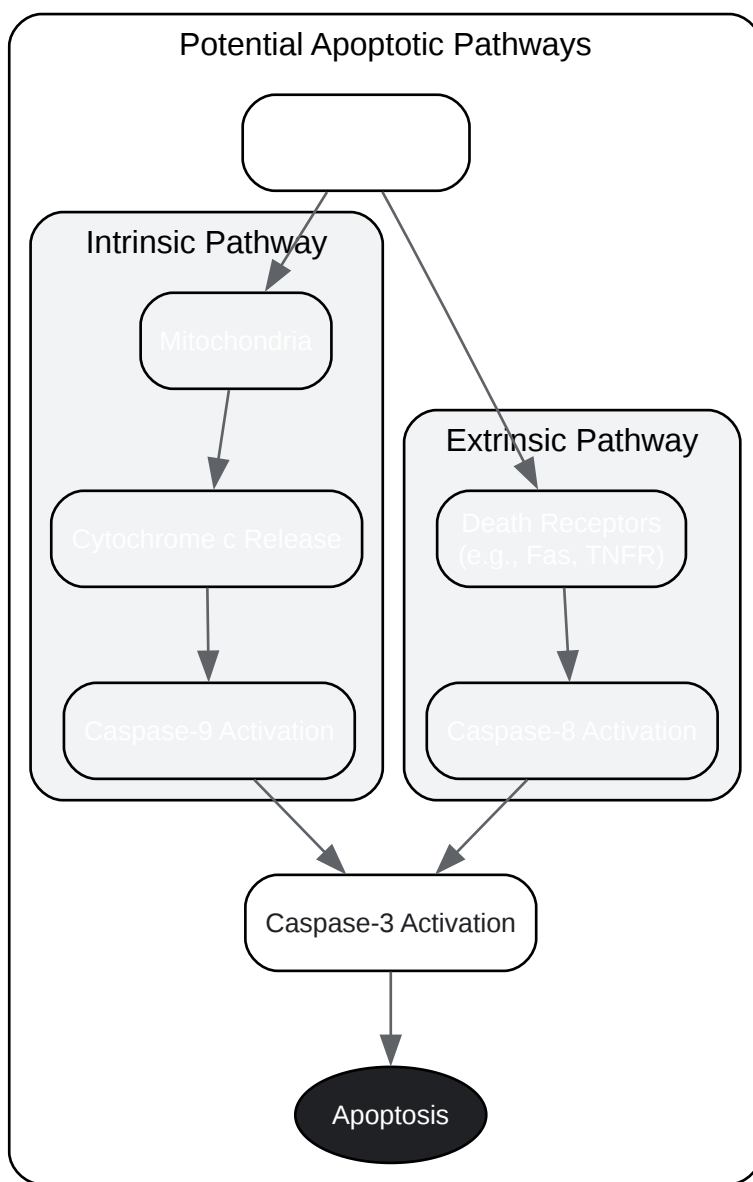 Potential Apoptotic Pathways
Intrinsic Pathway
Mitochondria
Extrinsic Pathway
Cytochrome c Release
Death Receptors
(e.g., Fas, TNFR)
Caspase-9 Activation
Caspase-8 Activation
Caspase-3 Activation
Apoptosis